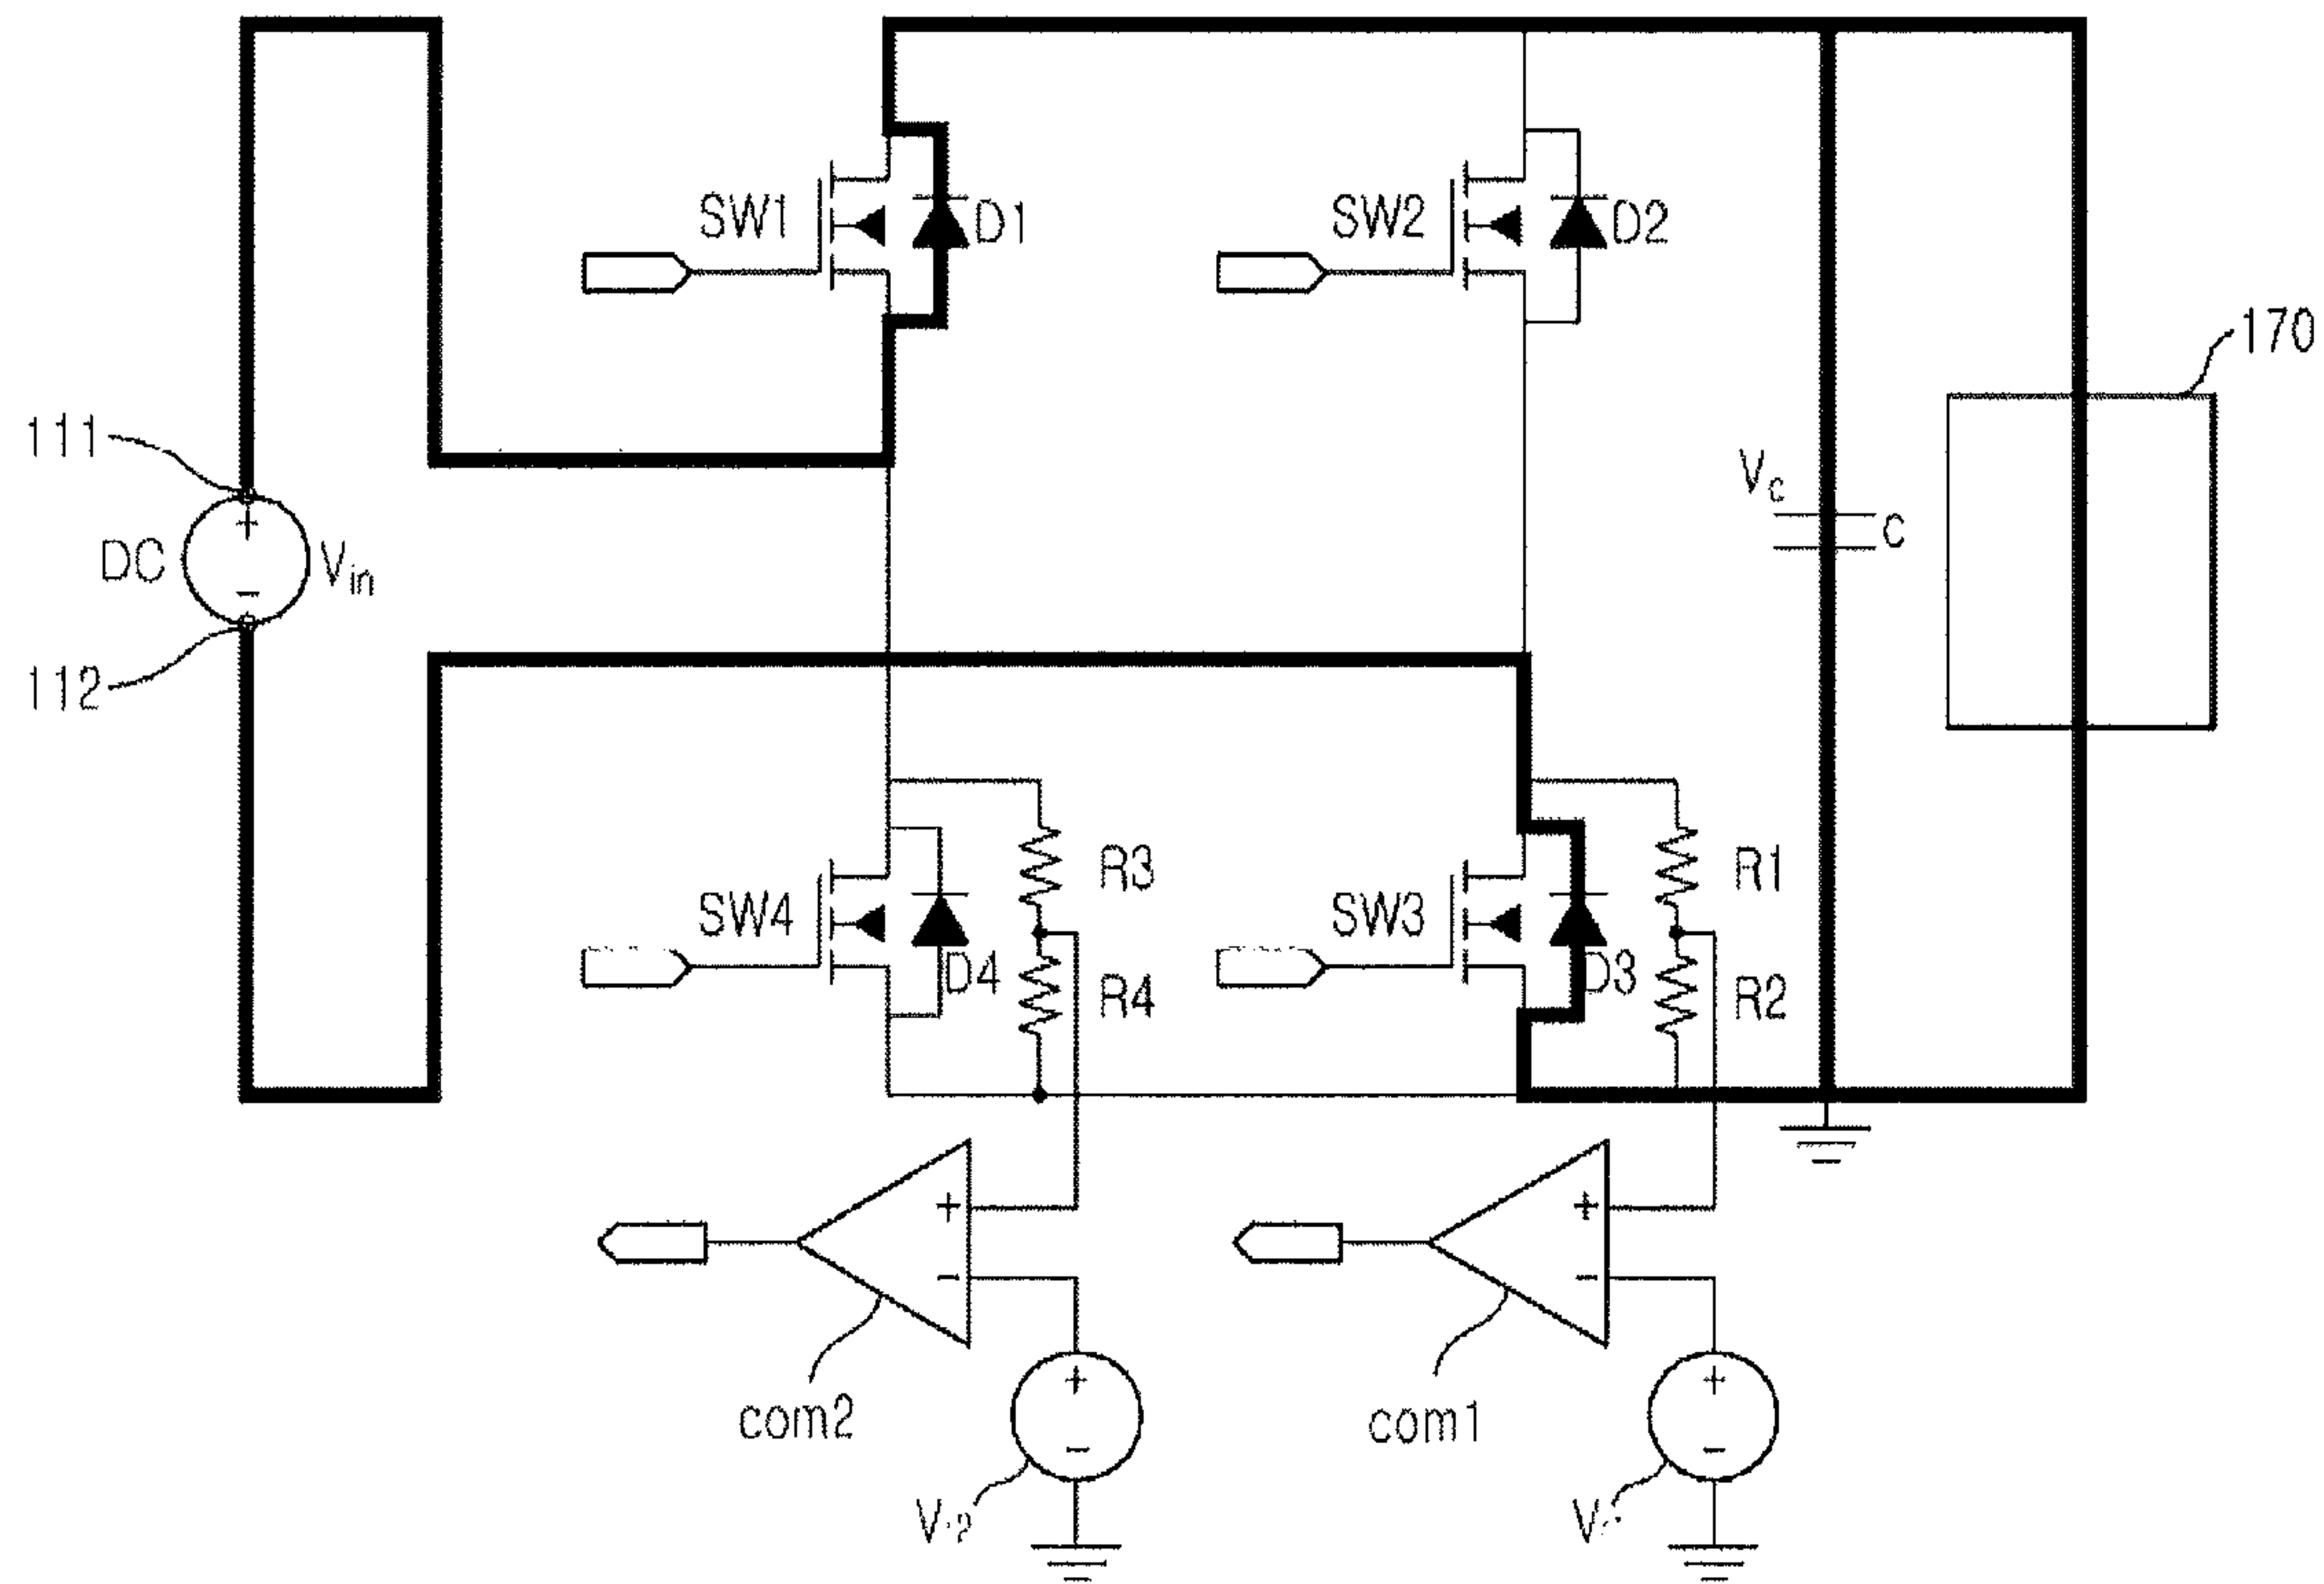 SW1
D1
SW2
D2
170
111
Vc
C
+
DC
Vin
-
112
R3
R1
SW4
SW3
D4
R4
D3
R2
+
+
-
-
+
+
com2
com1
-
-